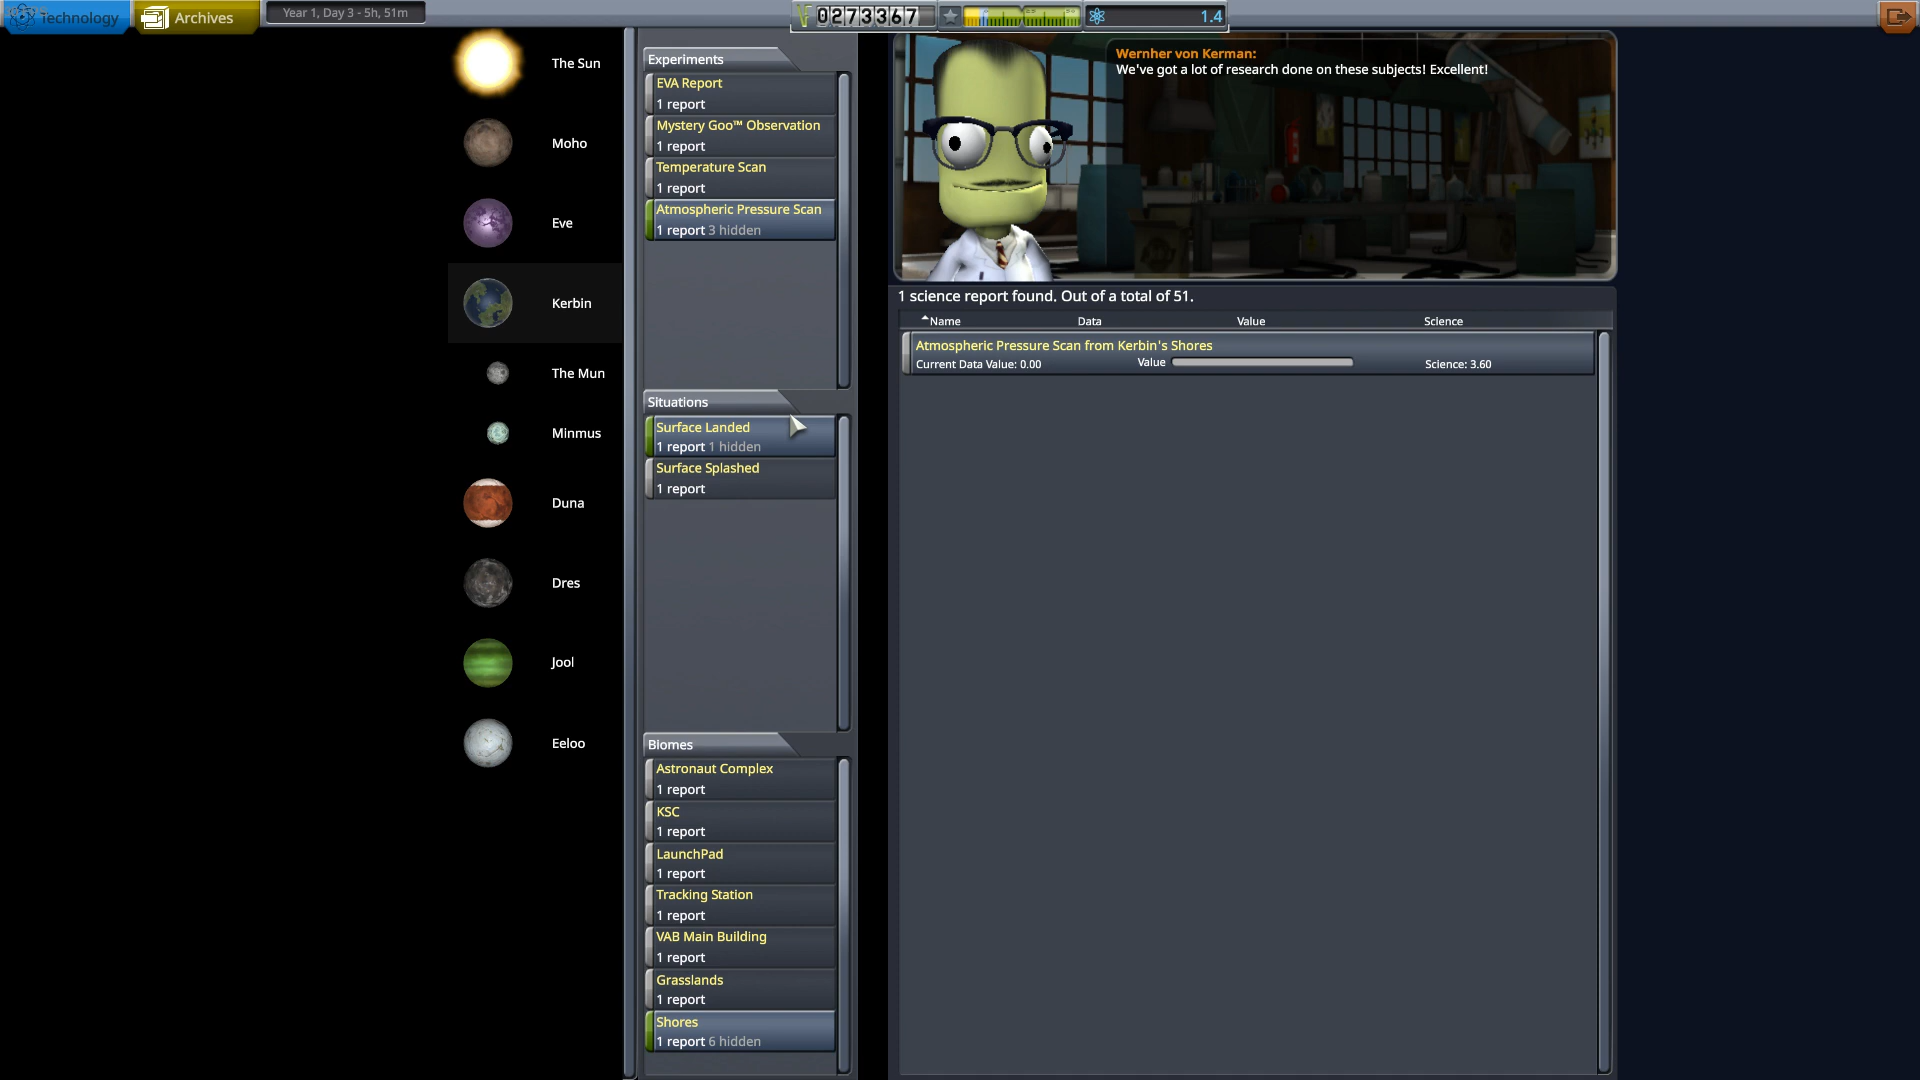 Technology
Archives
Year 1, Day 3 - 5h, 51m
0273367
1.4
The Sun
Moho
Eve
Kerbin
The Mun
Minmus
Duna
Dres
Jool
Eeloo
Experiments
EVA Report
1 report
Mystery Goo™ Observation
1 report
Temperature Scan
1 report
Atmospheric Pressure Scan
1 report 3 hidden
Situations
Surface Landed
1 report 1 hidden
Surface Splashed
1 report
Biomes
Astronaut Complex
1 report
KSC
1 report
LaunchPad
1 report
Tracking Station
1 report
VAB Main Building
1 report
Grasslands
1 report
Shores
1 report 6 hidden
Wernher von Kerman:
We've got a lot of research done on these subjects! Excellent!
1 science report found. Out of a total of 51.
Name Data Value Science
Atmospheric Pressure Scan from Kerbin's Shores
Current Data Value: 0.00 Value Science: 3.60